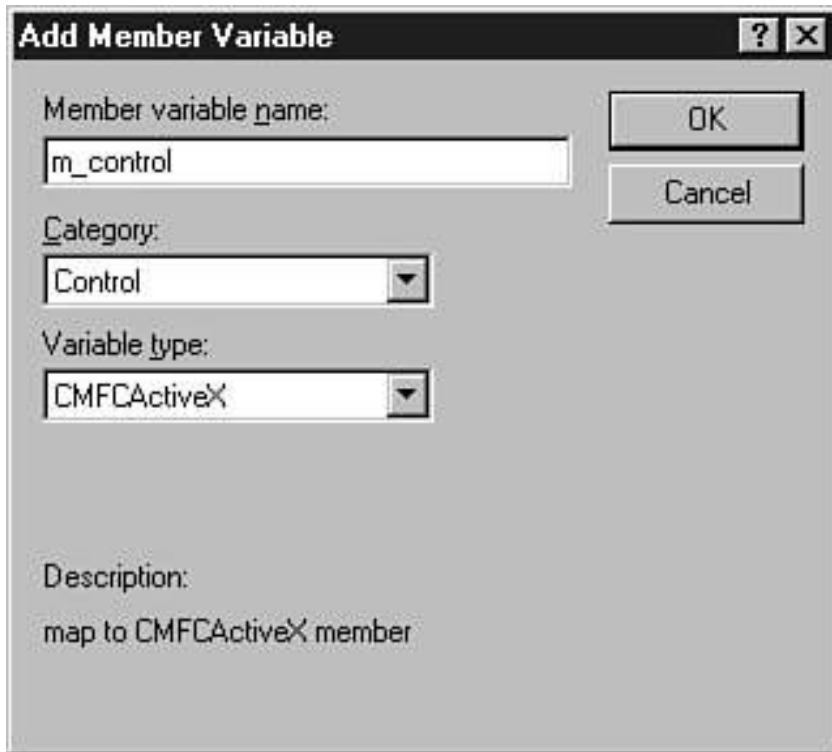 Add Member Variable
Member variable name:
m_control
OK
Cancel
Category:
Control
Variable type:
CMFCActiveX
Description:
map to CMFCActiveX member